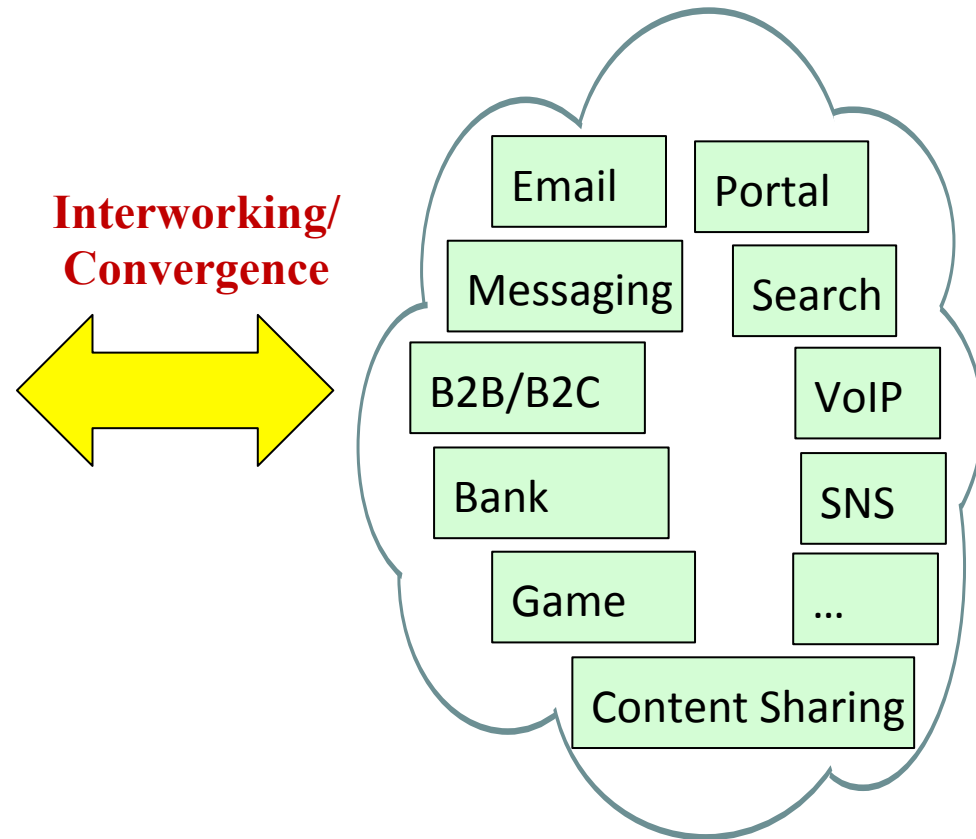 Interworking/
Convergence
Email
Portal
Messaging
Search
B2B/B2C
VoIP
Bank
SNS
Game
...
Content Sharing